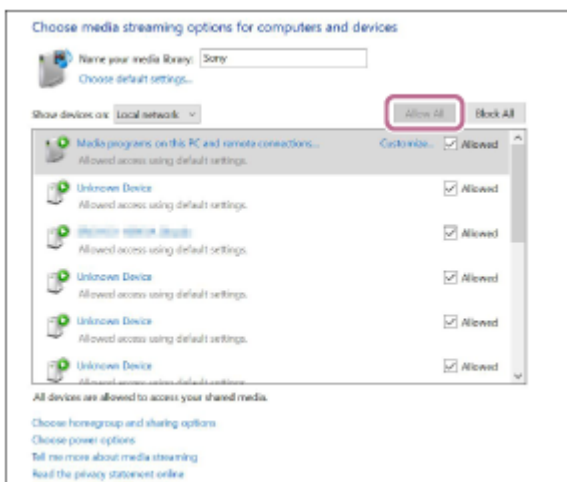 Choose media streaming options for computers and devices
Name your media library: Sony
Choose default settings...
Show devices on: Local network Allow All Block All
Media programs on this PC and remote connections... Customize... Allowed
Allowed access using default settings.
Unknown Device Allowed
Allowed access using default settings.
Allowed
Allowed access using default settings.
Unknown Device Allowed
Allowed access using default settings.
Unknown Device Allowed
Allowed access using default settings.
Unknown Device Allowed
Allowed access using default settings.
All devices are allowed to access your shared media.
Choose homegroup and sharing options
Choose power options
Tell me more about media streaming
Read the privacy statement online